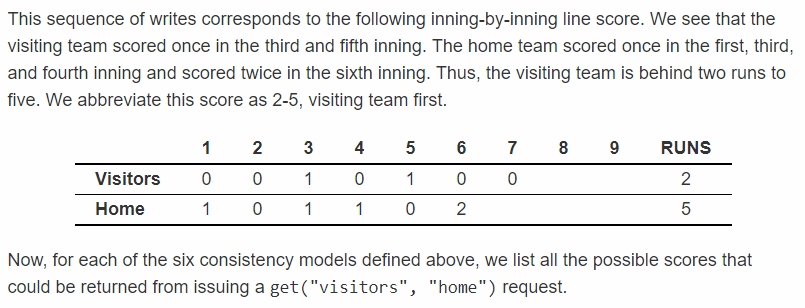 This sequence of writes corresponds to the following inning-by-inning line score. We see that the
visiting team scored once in the third and fifth inning. The home team scored once in the first, third,
and fourth inning and scored twice in the sixth inning. Thus, the visiting team is behind two runs to
five. We abbreviate this score as 2-5, visiting team first.
1 2 3 4 5 6 7 8 9 RUNS
Visitors 0 0 1 0 1 0 0 2
Home 1 0 1 1 0 2 5
Now, for each of the six consistency models defined above, we list all the possible scores that
could be returned from issuing a get("visitors", "home") request.